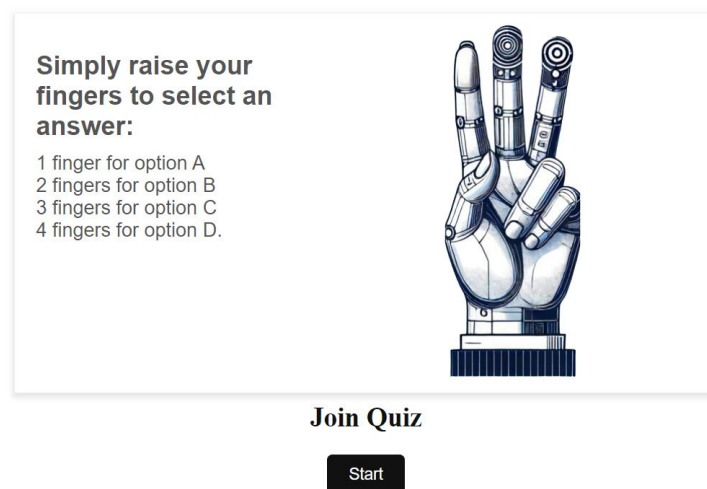 Simply raise your
fingers to select an
answer:
1 finger for option A
2 fingers for option B
3 fingers for option C
4 fingers for option D.
Join Quiz
Start